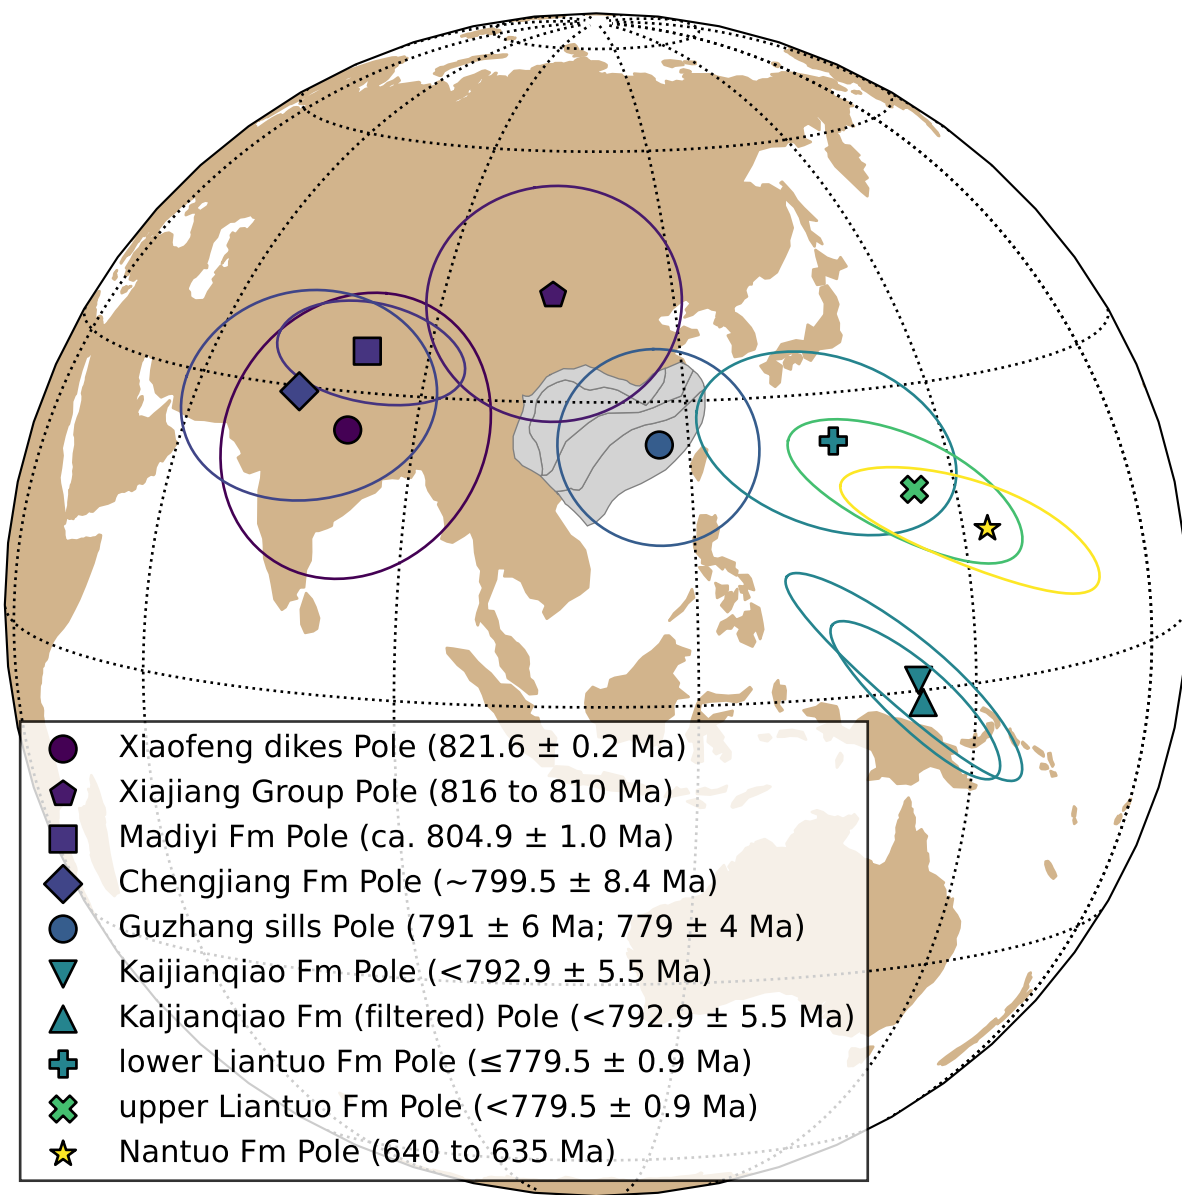 Xiaofeng dikes Pole (821.6 ± 0.2 Ma)
Xiajiang Group Pole (816 to 810 Ma)
Madiyi Fm Pole (ca. 804.9 ± 1.0 Ma)
Chengjiang Fm Pole (~799.5 ± 8.4 Ma)
Guzhang sills Pole (791 ± 6 Ma; 779 ± 4 Ma)
Kaijianqiao Fm Pole (<792.9 ± 5.5 Ma)
Kaijianqiao Fm (filtered) Pole (<792.9 ± 5.5 Ma)
lower Liantuo Fm Pole (≤779.5 ± 0.9 Ma)
upper Liantuo Fm Pole (<779.5 ± 0.9 Ma)
Nantuo Fm Pole (640 to 635 Ma)